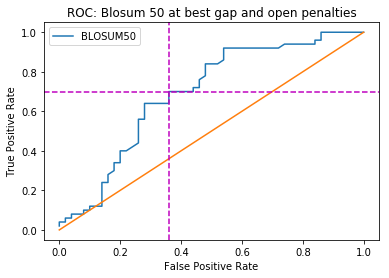 ROC: Blosum 50 at best gap and open penalties
BLOSUM50
True Positive Rate
1.0
0.8
0.6
0.4
0.2
0.0
0.0 0.2 0.4 0.6 0.8 1.0
False Positive Rate